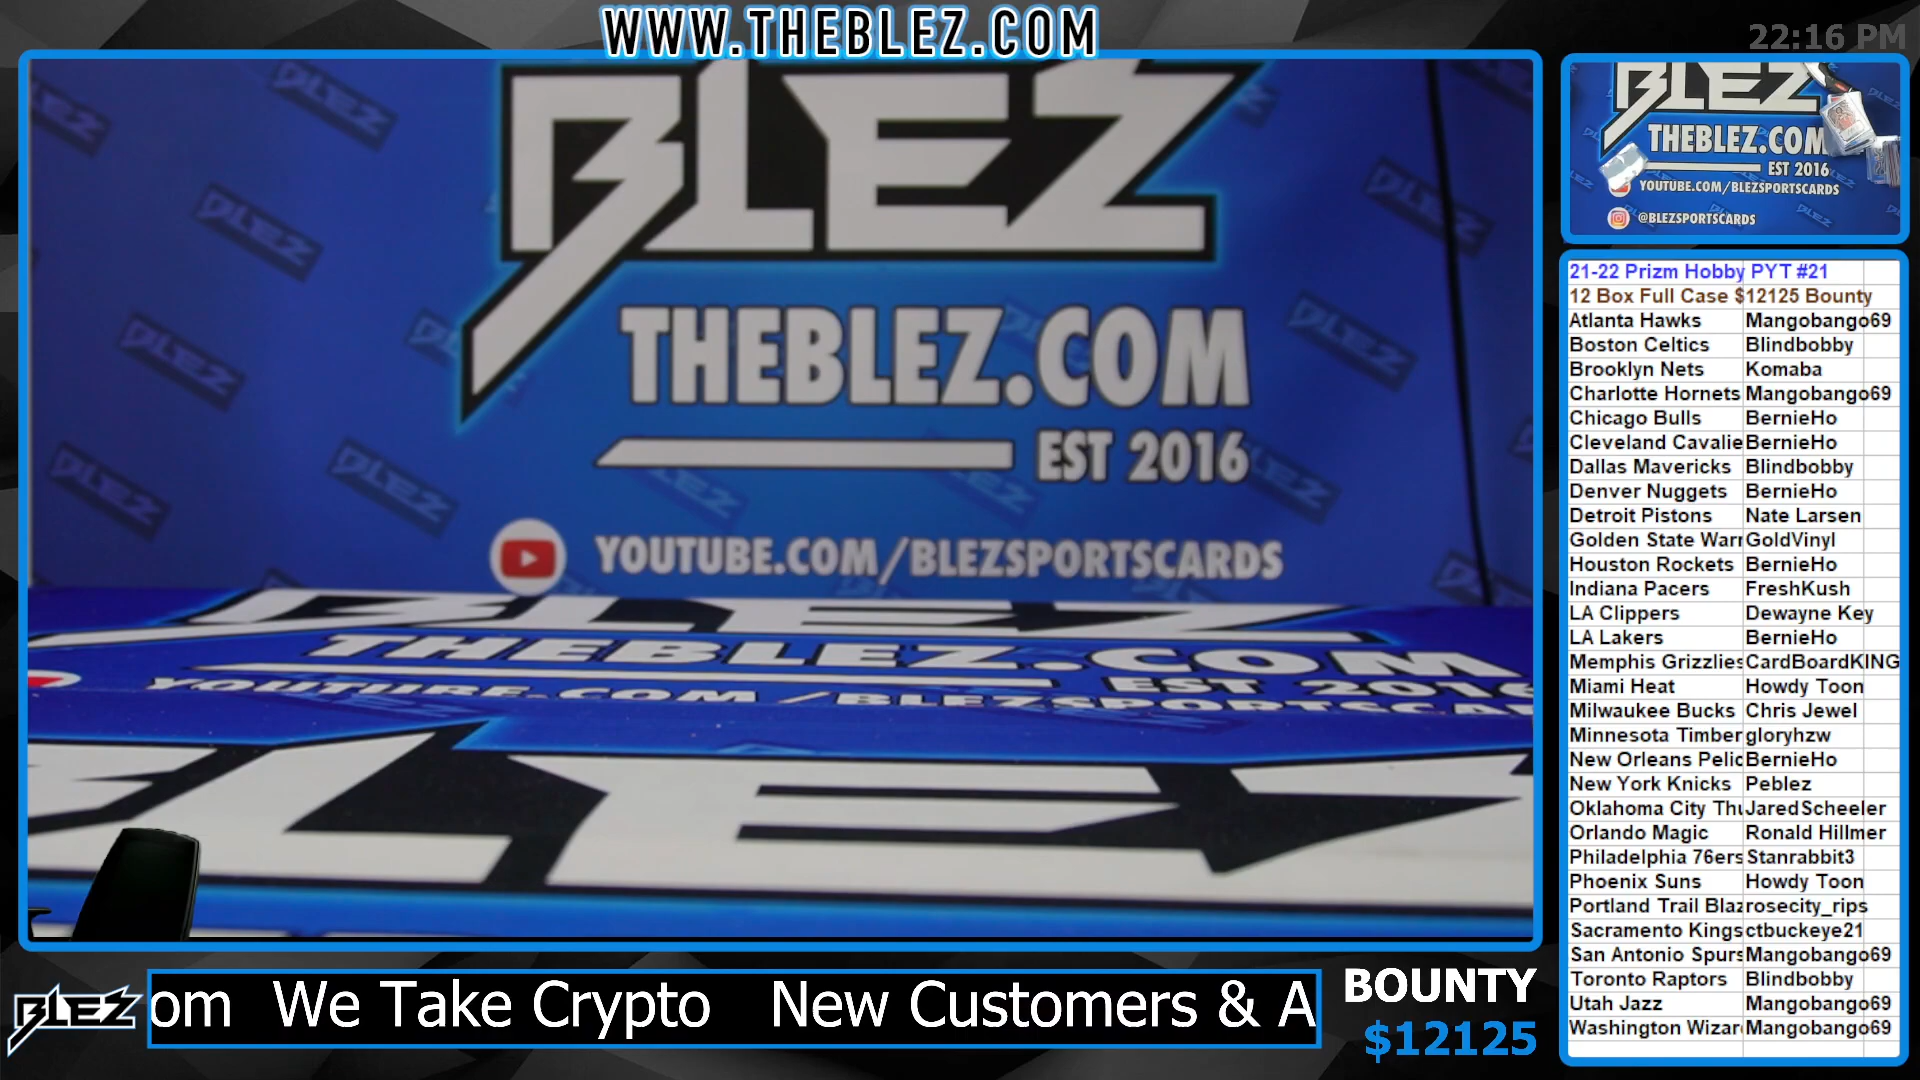 WWW.THEBLEZ.COM
22:16 PM
BLEZ
THEBLEZ.COM
EST 2016
YOUTUBE.COM/BLEZSPORTSCARDS
BLEZ
THEBLEZ.COM
EST 2016
YOUTUBE.COM/BLEZSPORTSCA
BLEZ
THEBLEZ.COM
EST 2016
YOUTUBE.COM/BLEZSPORTSCARDS
@BLEZSPORTSCARDS
21-22 Prizm Hobby PYT #21
12 Box Full Case $12125 Bounty
Atlanta Hawks Mangobango69
Boston Celtics Blindbobby
Brooklyn Nets Komaba
Charlotte Hornets Mangobango69
Chicago Bulls BernieHo
Cleveland Cavalie BernieHo
Dallas Mavericks Blindbobby
Denver Nuggets BernieHo
Detroit Pistons Nate Larsen
Golden State Warr GoldVinyl
Houston Rockets BernieHo
Indiana Pacers FreshKush
LA Clippers Dewayne Key
LA Lakers BernieHo
Memphis Grizzlies CardBoardKING
Miami Heat Howdy Toon
Milwaukee Bucks Chris Jewel
Minnesota Timber gloryhzw
New Orleans Pelic BernieHo
New York Knicks Peblez
Oklahoma City Thu JaredScheeler
Orlando Magic Ronald Hillmer
Philadelphia 76ers Stanrabbit3
Phoenix Suns Howdy Toon
Portland Trail Blaz rosecity_rips
Sacramento Kings ctbuckeye21
San Antonio Spurs Mangobango69
Toronto Raptors Blindbobby
Utah Jazz Mangobango69
Washington Wizar Mangobango69
BLEZ
om We Take Crypto New Customers & A
BOUNTY
$12125